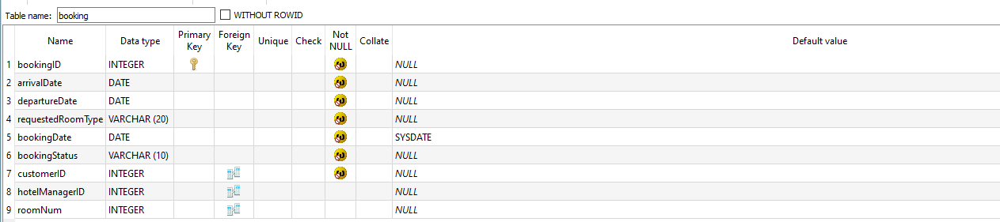 Table name: booking WITHOUT ROWID
Name Data type Primary Key Foreign Key Unique Check Not NULL Collate Default value
1 bookingID INTEGER NULL
2 arrivalDate DATE NULL
3 departureDate DATE NULL
4 requestedRoomType VARCHAR (20) NULL
5 bookingDate DATE SYSDATE
6 bookingStatus VARCHAR (10) NULL
7 customerID INTEGER NULL
8 hotelManagerID INTEGER NULL
9 roomNum INTEGER NULL